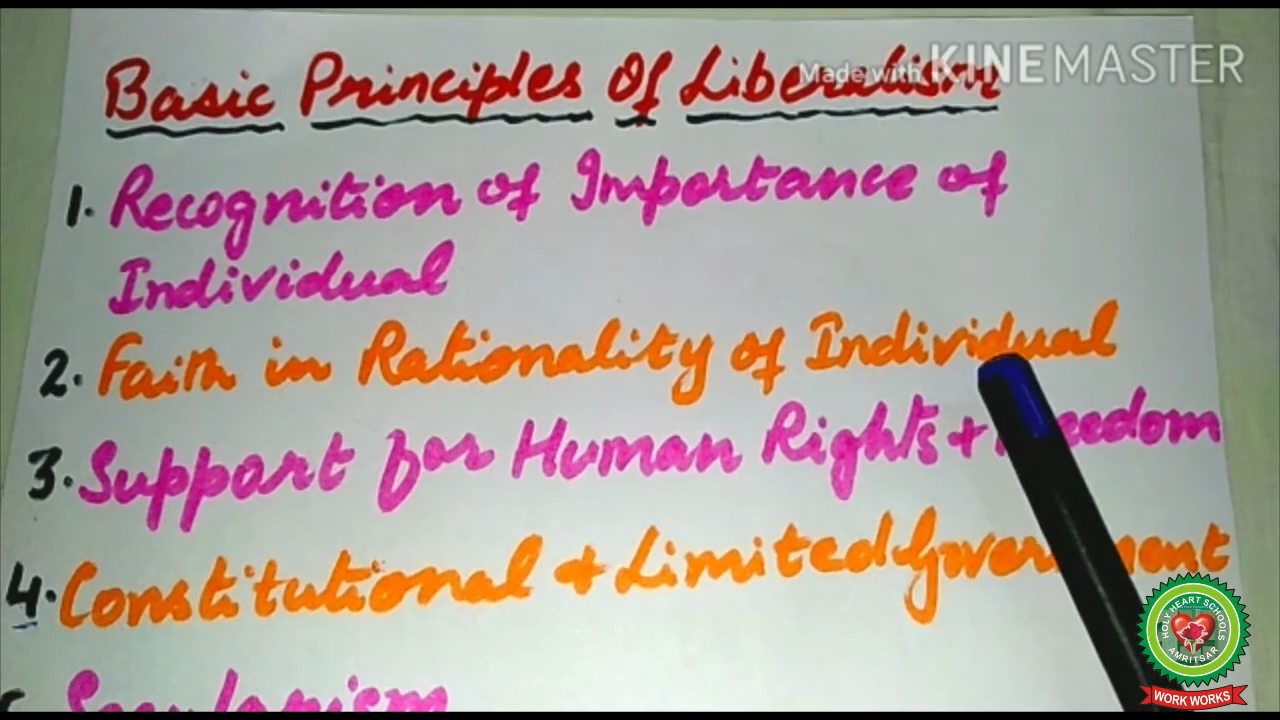 Made with KINEMASTER
Basic Principles Of Liberalism
1. Recognition of Importance of
Individual
2. Faith in Rationality of Individual
3. Support for Human Rights +
4. Constitutional & Limited
HOLY HEART SCHOOLS
AMRITSAR
WORK WORKS